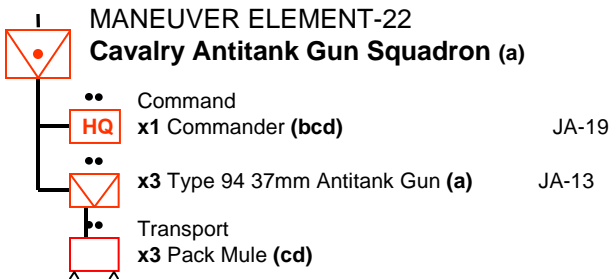 MANEUVER ELEMENT-22
Cavalry Antitank Gun Squadron (a)
Command
HQ x1 Commander (bcd) JA-19
x3 Type 94 37mm Antitank Gun (a) JA-13
Transport
x3 Pack Mule (cd)